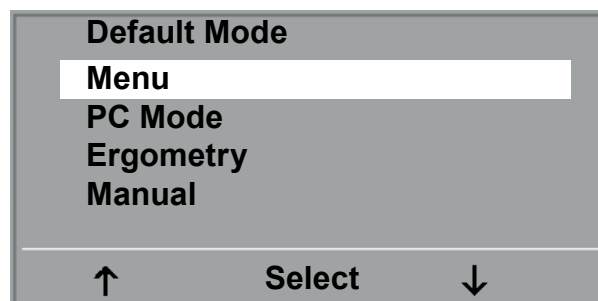 Default Mode
Menu
PC Mode
Ergometry
Manual
↑ Select ↓